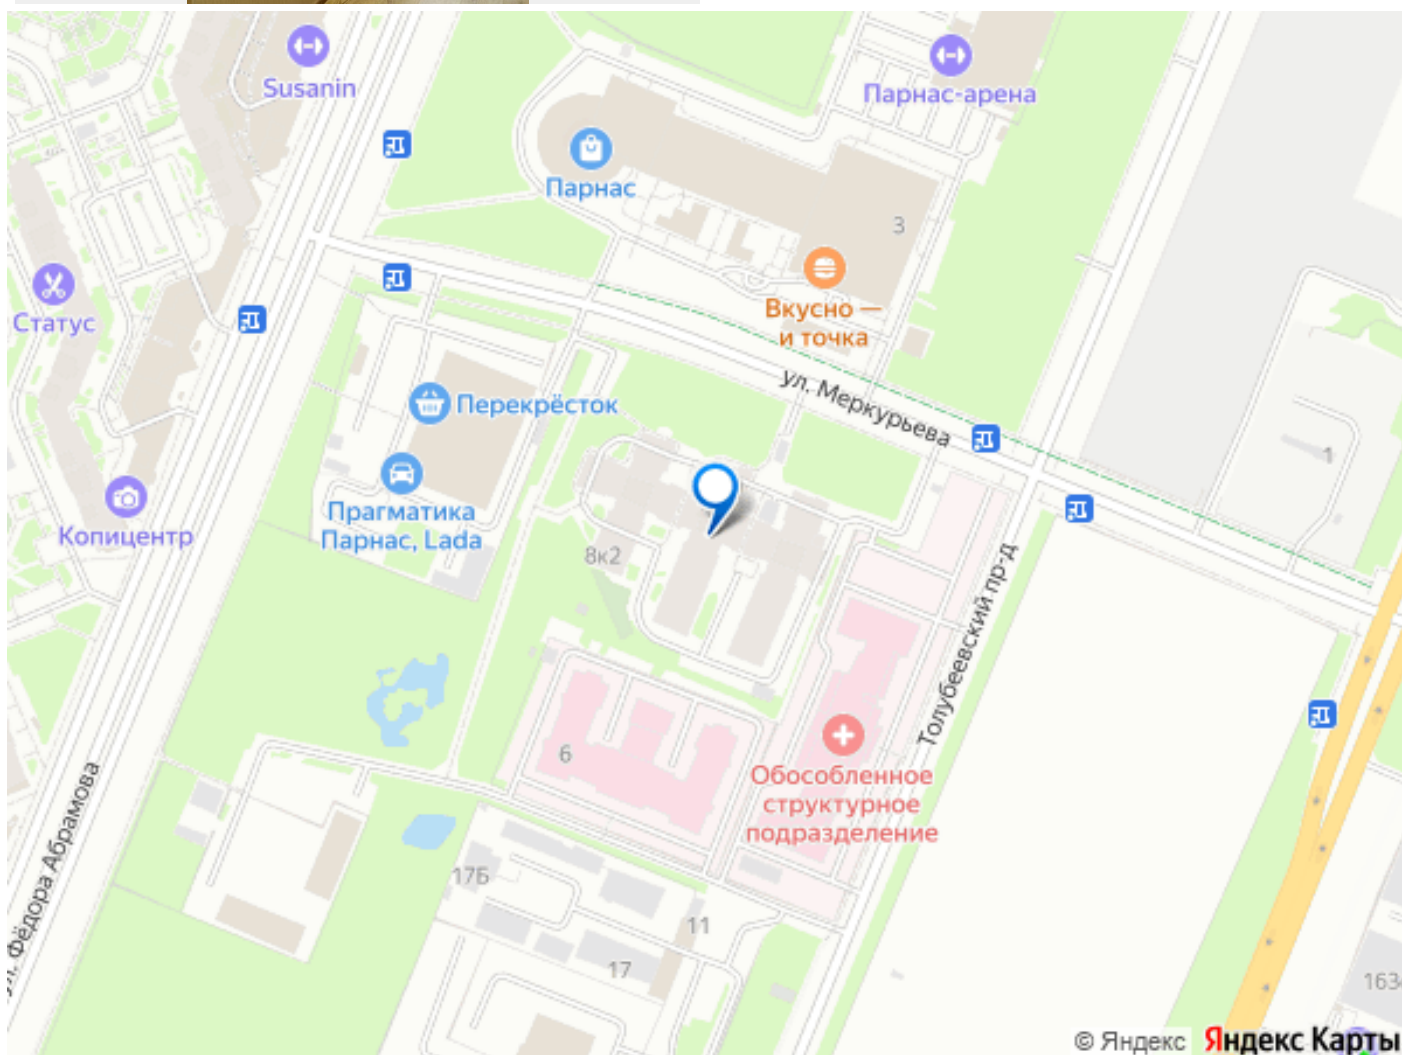 Susanin
Парнас-арена
Парнас
3
Вкусно —
и точка
Статус
ул. Меркурьева
Перекрёсток
1
Прагматика
Парнас, Lada
Копицентр
8к2
Толубеевский пр-д
6
Обособленное
структурное
подразделение
ул. Фёдора Абрамова
17Б
11
17
163
© Яндекс Яндекс Карты